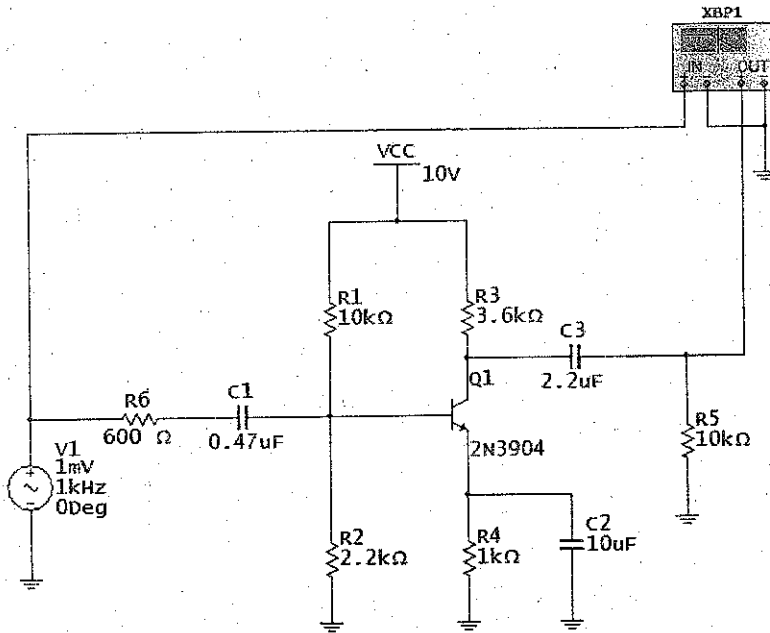 XBP1
IN OUT
VCC
10V
R1
10kΩ
R3
3.6kΩ
C3
2.2uF
Q1
2N3904
R6
600 Ω
C1
0.47uF
V1
1mV
1kHz
0Deg
R5
10kΩ
R2
2.2kΩ
R4
1kΩ
C2
10uF